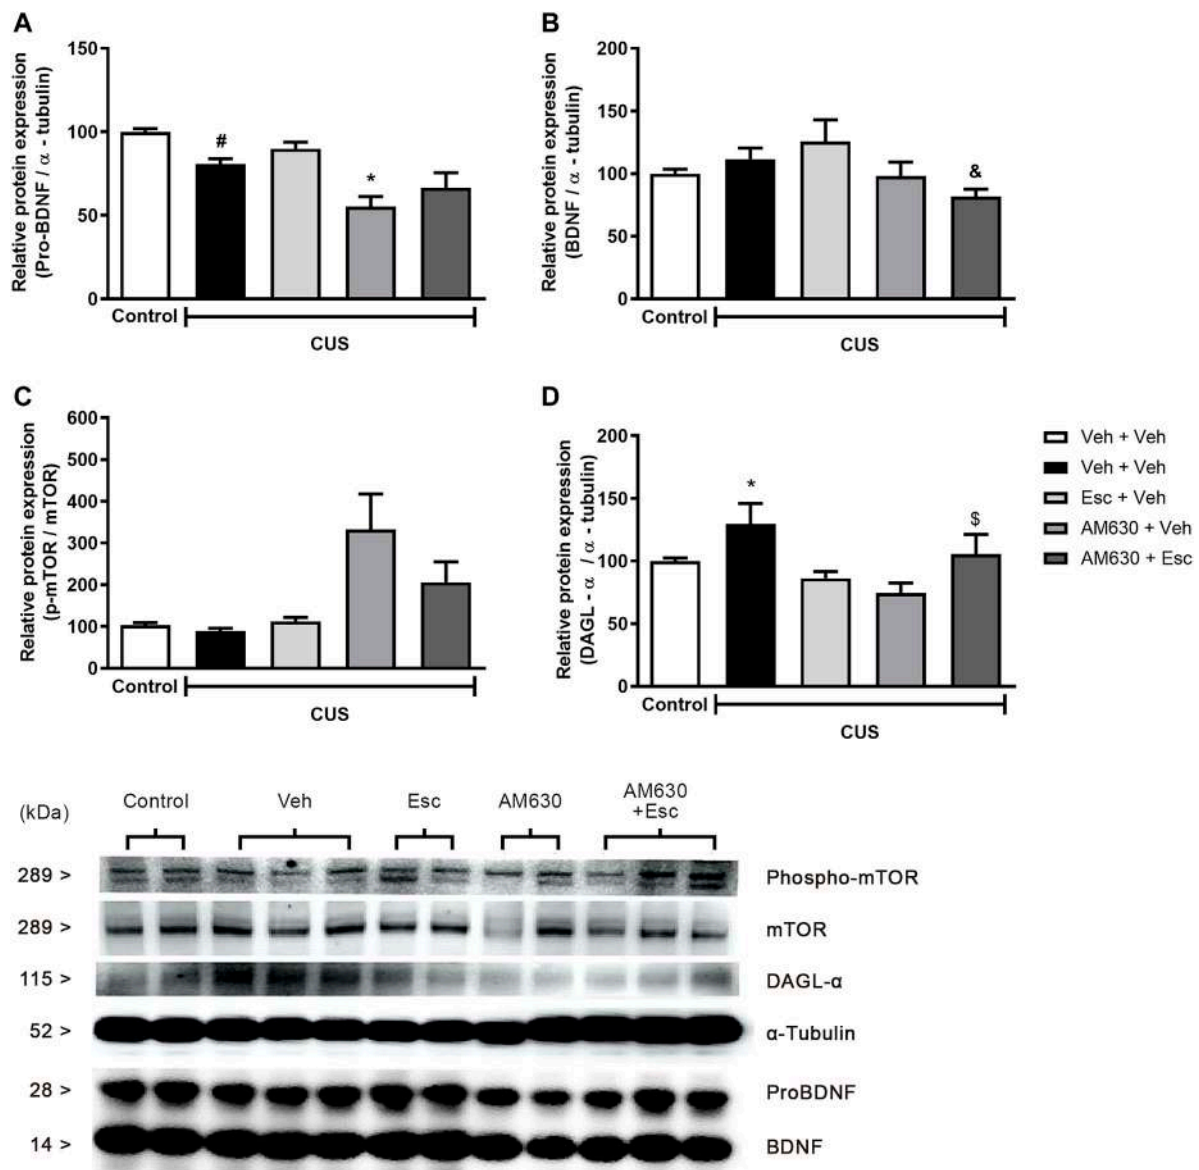 A
Relative protein expression
(Pro-BDNF / α - tubulin)
150
100
50
0
#
*
Control
CUS
B
Relative protein expression
(BDNF / α - tubulin)
200
150
100
50
0
&
Control
CUS
C
Relative protein expression
(p-mTOR / mTOR)
600
500
400
300
200
100
0
Control
CUS
D
Relative protein expression
(DAGL - α / α - tubulin)
200
150
100
50
0
*
$
Control
CUS
Veh + Veh
Veh + Veh
Esc + Veh
AM630 + Veh
AM630 + Esc
(kDa)
Control
Veh
Esc
AM630
AM630
+Esc
289 >
Phospho-mTOR
289 >
mTOR
115 >
DAGL-α
52 >
α-Tubulin
28 >
ProBDNF
14 >
BDNF